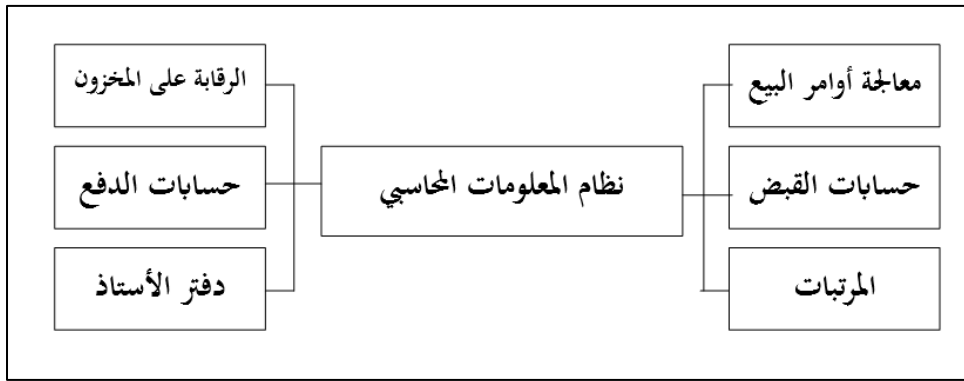 معالجة أوامر البيع
الرقابة على المخزون
نظام المعلومات المحاسبي
حسابات القبض
حسابات الدفع
المرتبات
دفتر الأستاذ